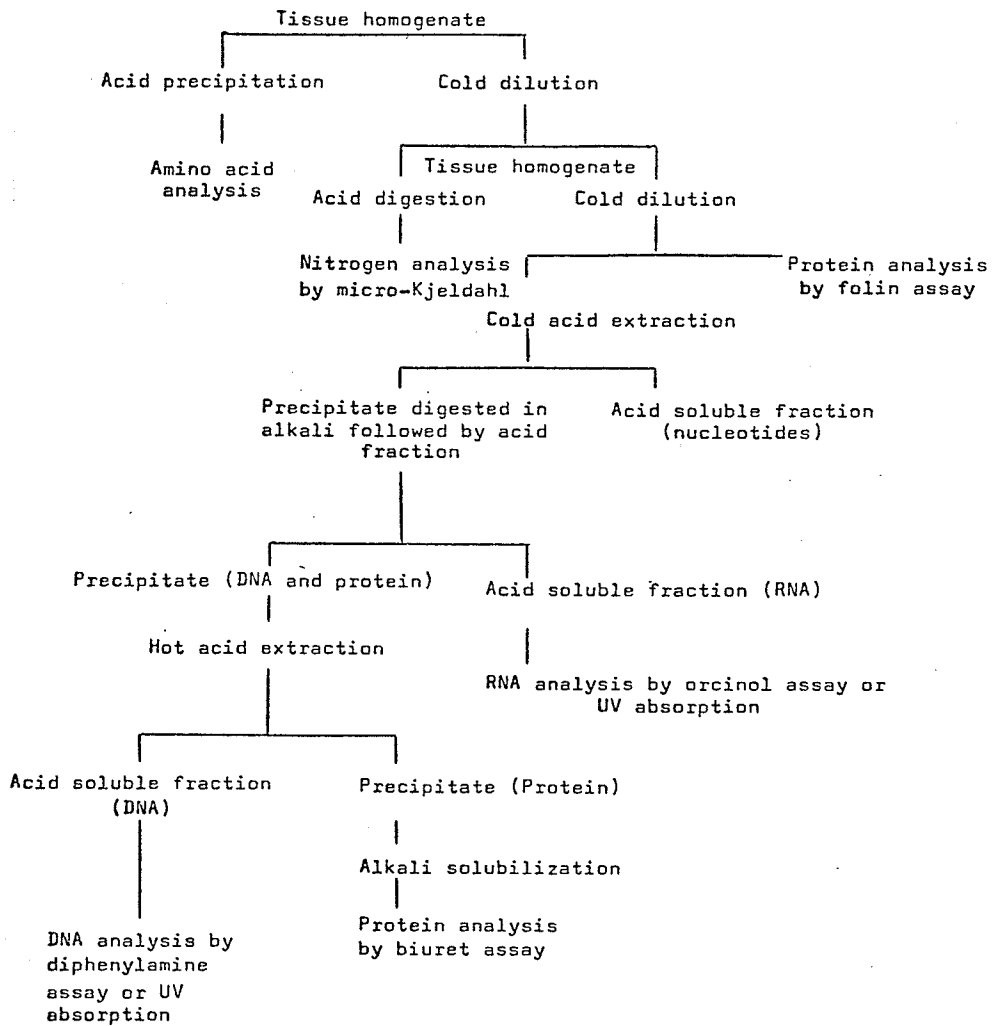 Tissue homogenate
Acid precipitation
Cold dilution
Amino acid
analysis
Tissue homogenate
Acid digestion
Cold dilution
Nitrogen analysis
by micro-Kjeldahl
Protein analysis
by folin assay
Cold acid extraction
Precipitate digested in
alkali followed by acid
fraction
Acid soluble fraction
(nucleotides)
Precipitate (DNA and protein)
Acid soluble fraction (RNA)
Hot acid extraction
RNA analysis by orcinol assay or
UV absorption
Acid soluble fraction
(DNA)
Precipitate (Protein)
Alkali solubilization
Protein analysis
by biuret assay
DNA analysis by
diphenylamine
assay or UV
absorption